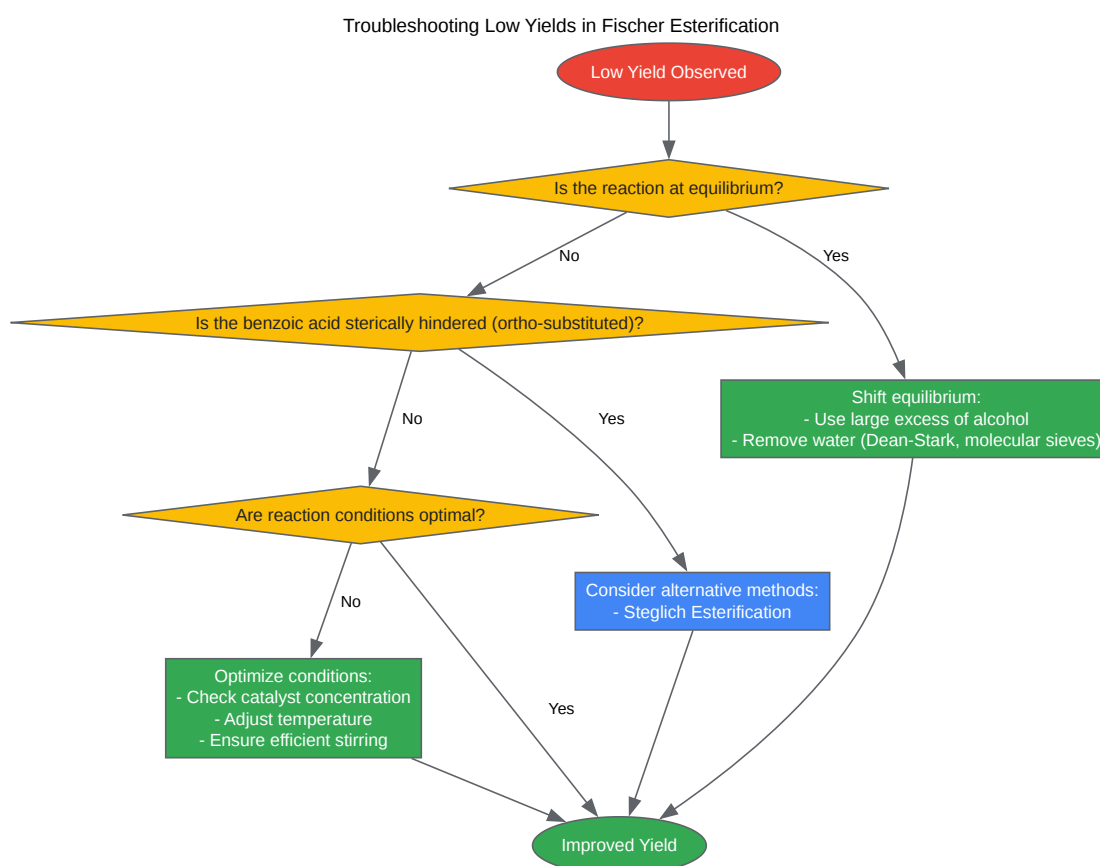 Troubleshooting Low Yields in Fischer Esterification
Low Yield Observed
Is the reaction at equilibrium?
No
Yes
Is the benzoic acid sterically hindered (ortho-substituted)?
Shift equilibrium:
- Use large excess of alcohol
- Remove water (Dean-Stark, molecular sieves)
No
Yes
Are reaction conditions optimal?
Consider alternative methods:
- Steglich Esterification
No
Optimize conditions:
- Check catalyst concentration
- Adjust temperature
- Ensure efficient stirring
Yes
Improved Yield